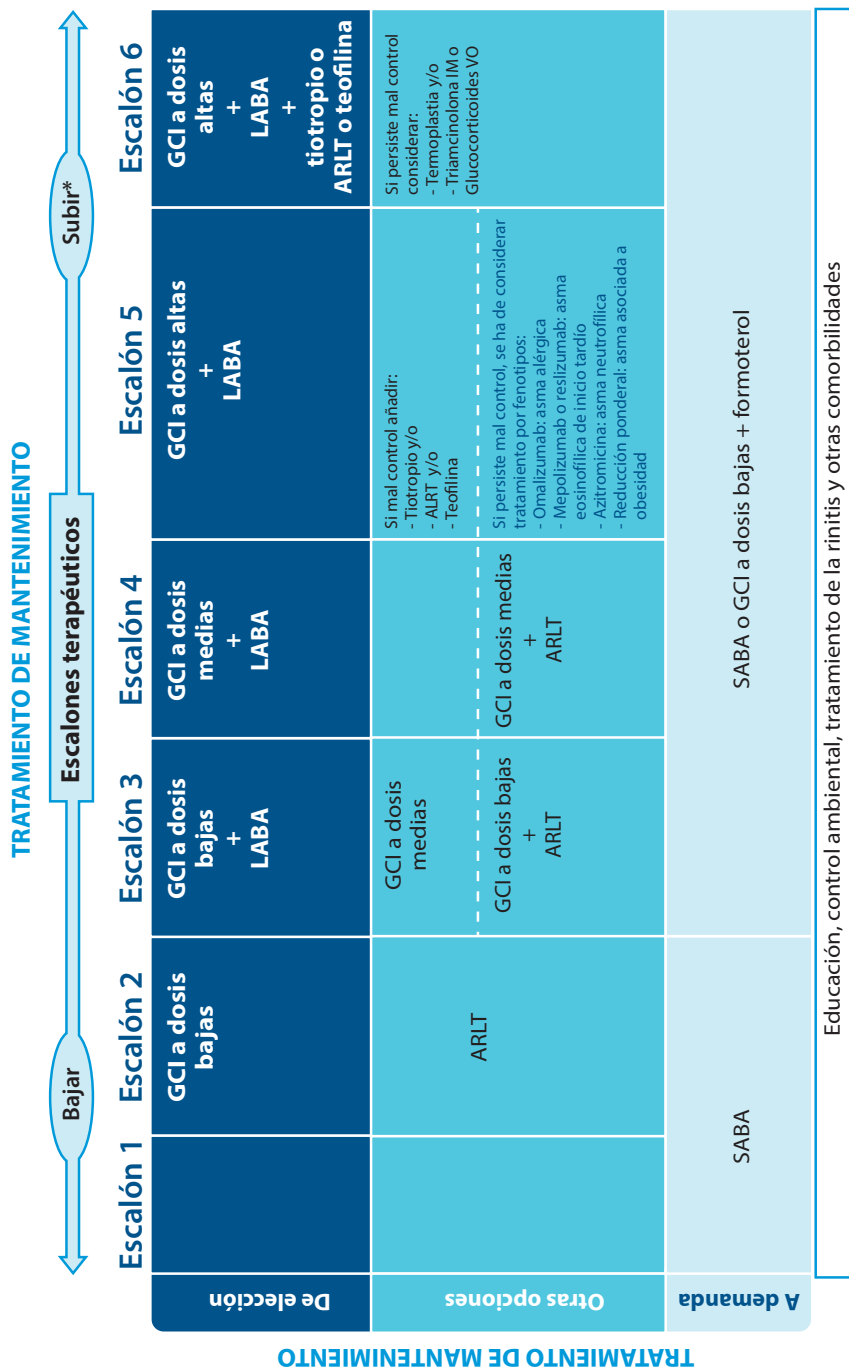 TRATAMIENTO DE MANTENIMIENTO
Bajar
Escalones terapéuticos
Subir*
Escalón 1
Escalón 2
Escalón 3
Escalón 4
Escalón 5
Escalón 6
TRATAMIENTO DE MANTENIMIENTO
De elección
GCI a dosis
bajas
GCI a dosis
bajas
+
LABA
GCI a dosis
medias
+
LABA
GCI a dosis altas
+
LABA
GCI a dosis
altas
+
LABA
+
tiotropio o
ARLT o teofilina
Otras opciones
ARLT
GCI a dosis
medias
GCI a dosis bajas
+
ARLT
GCI a dosis medias
+
ARLT
Si mal control añadir:
- Tiotropio y/o
- ALRT y/o
- Teofilina
Si persiste mal control, se ha de considerar
tratamiento por fenotipos:
- Omalizumab: asma alérgica
- Mepolizumab o reslizumab: asma
eosinofílica de inicio tardío
- Azitromicina: asma neutrofílica
- Reducción ponderal: asma asociada a
obesidad
Si persiste mal control
considerar:
- Termoplastia y/o
- Triamcinolona IM o
Glucocorticoides VO
A demanda
SABA
SABA o GCI a dosis bajas + formoterol
Educación, control ambiental, tratamiento de la rinitis y otras comorbilidades